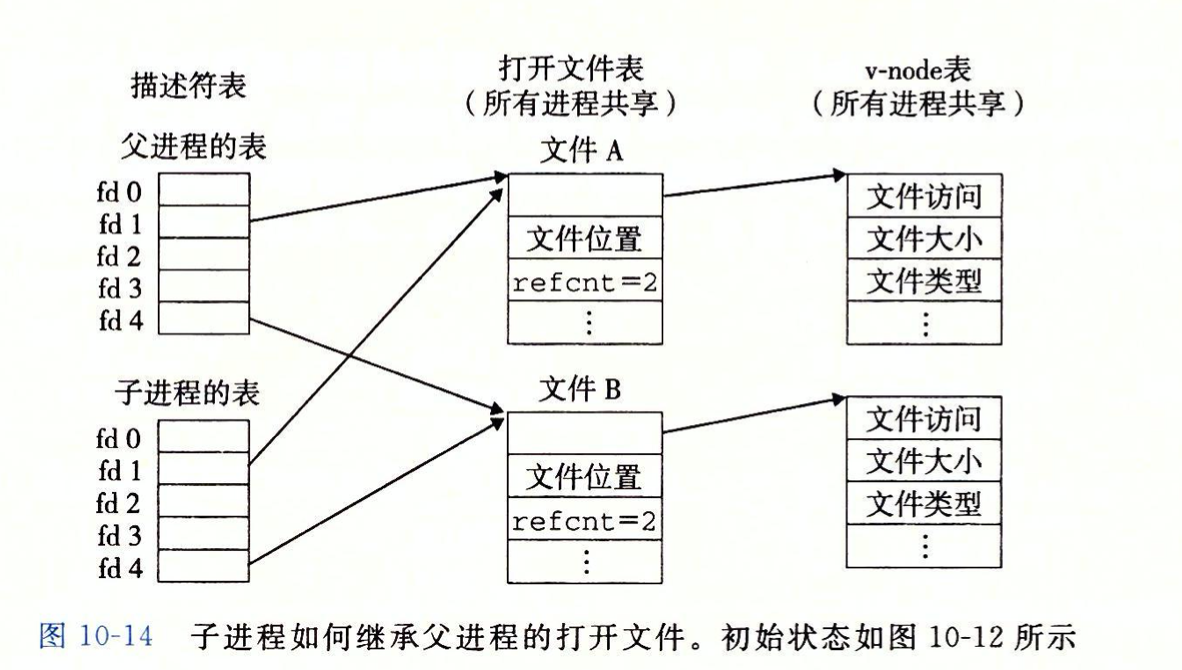 描述符表
打开文件表
（所有进程共享）
v-node表
（所有进程共享）
父进程的表
fd 0
fd 1
fd 2
fd 3
fd 4
子进程的表
fd 0
fd 1
fd 2
fd 3
fd 4
文件 A
文件位置
refcnt=2
⋮
文件 B
文件位置
refcnt=2
⋮
文件访问
文件大小
文件类型
⋮
文件访问
文件大小
文件类型
⋮
图 10-14 子进程如何继承父进程的打开文件。初始状态如图 10-12 所示